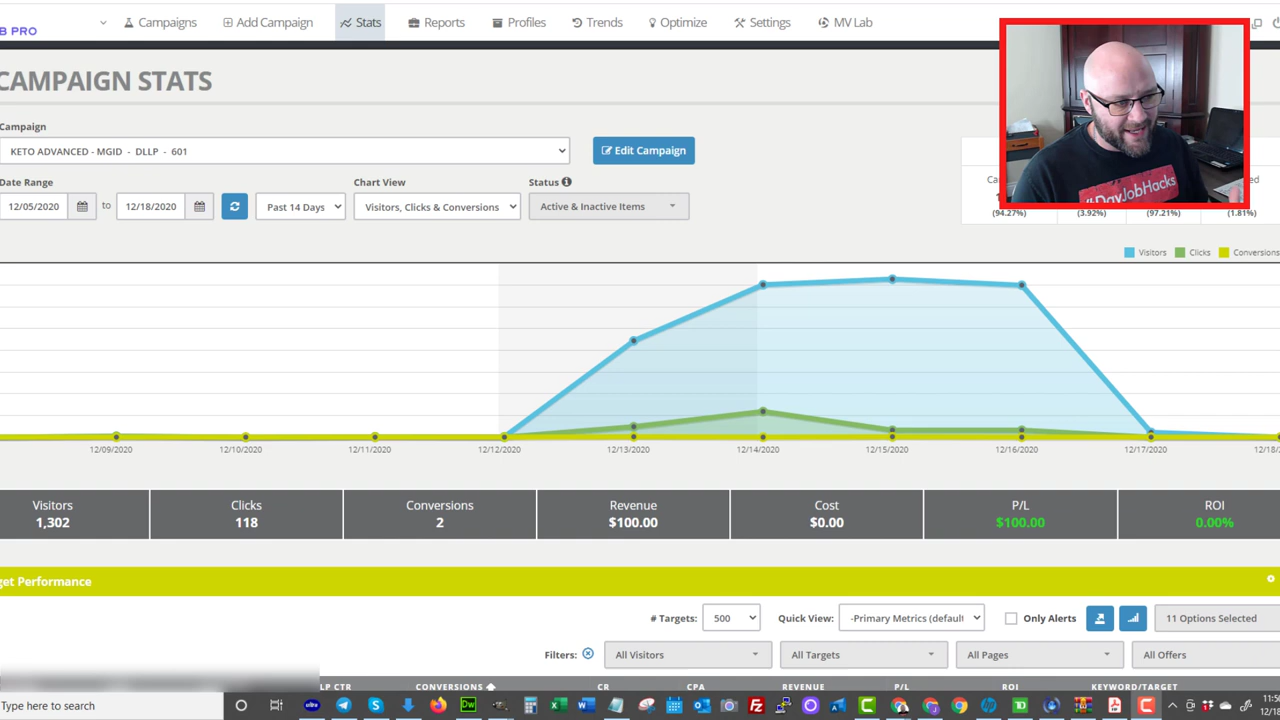 B PRO
Campaigns
Add Campaign
Stats
Reports
Profiles
Trends
Optimize
Settings
MV Lab
CAMPAIGN STATS
Campaign
KETO ADVANCED - MGID - DLLP - 601
Edit Campaign
Date Range
Chart View
Status
12/05/2020 to 12/18/2020
Past 14 Days
Visitors, Clicks & Conversions
Active & Inactive Items
(94.27%) (3.92%) (97.21%) (1.81%)
#DayJobHacks
Visitors Clicks Conversions
12/09/2020 12/10/2020 12/11/2020 12/12/2020 12/13/2020 12/14/2020 12/15/2020 12/16/2020 12/17/2020 12/18/
Visitors Clicks Conversions Revenue Cost P/L ROI
1,302 118 2 $100.00 $0.00 $100.00 0.00%
get Performance
# Targets: 500 Quick View: -Primary Metrics (default Only Alerts 11 Options Selected
Filters: All Visitors All Targets All Pages All Offers
LP CTR CONVERSIONS CR CPA REVENUE P/L ROI KEYWORD/TARGET
Type here to search
11:50
12/18